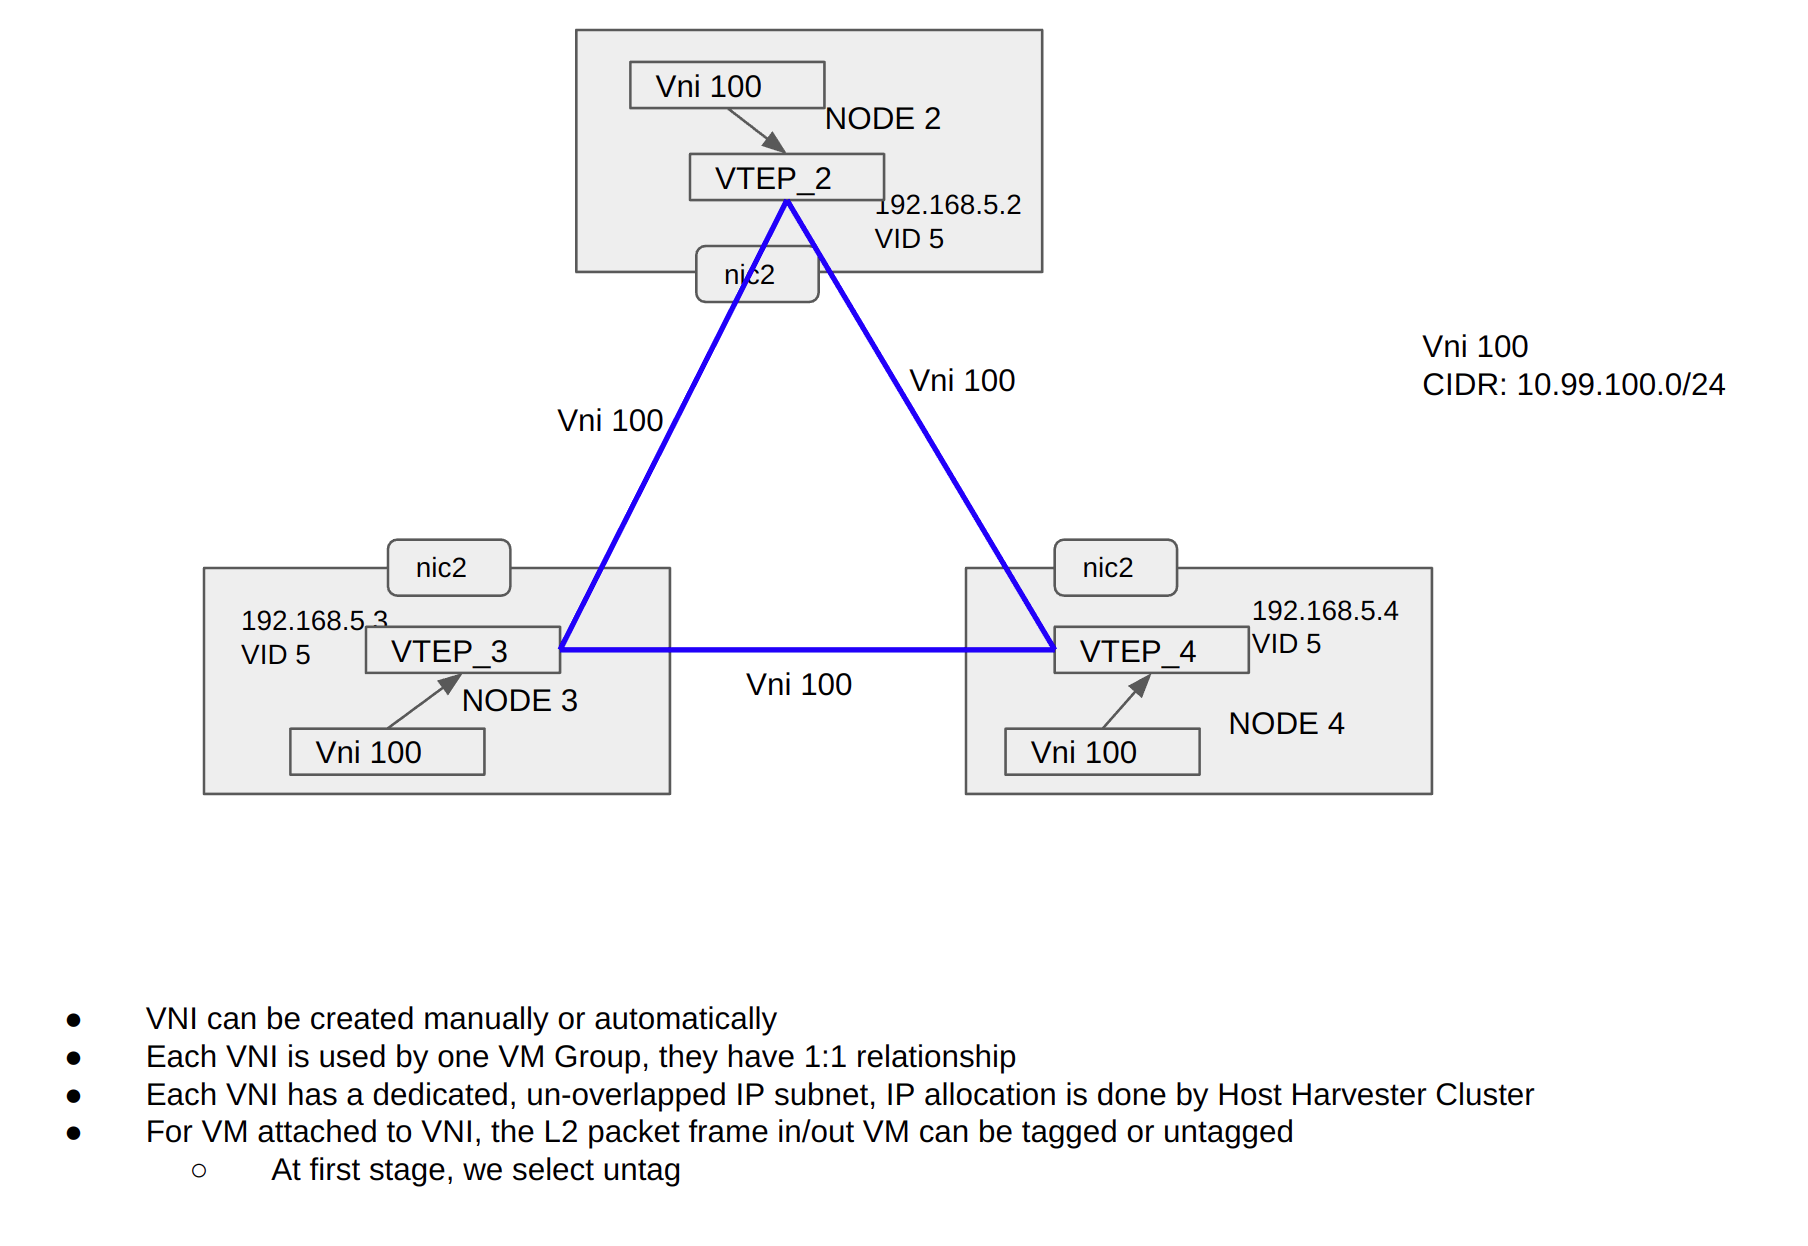 Vni 100
NODE 2
VTEP_2
192.168.5.2
VID 5
nic2
Vni 100
CIDR: 10.99.100.0/24
Vni 100
Vni 100
nic2
nic2
192.168.5.3
VID 5
VTEP_3
192.168.5.4
VID 5
VTEP_4
Vni 100
NODE 3
NODE 4
Vni 100
Vni 100
● VNI can be created manually or automatically
● Each VNI is used by one VM Group, they have 1:1 relationship
● Each VNI has a dedicated, un-overlapped IP subnet, IP allocation is done by Host Harvester Cluster
● For VM attached to VNI, the L2 packet frame in/out VM can be tagged or untagged
○ At first stage, we select untag